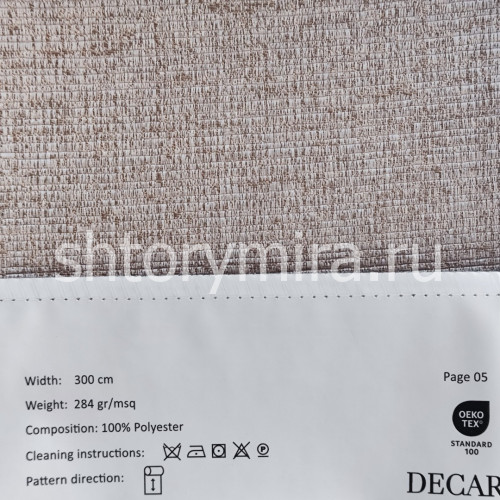 shtorymira.ru
Width: 300 cm
Page 05
Weight: 284 gr/msq
OEKO
TEX®
Composition: 100% Polyester
STANDARD
100
Cleaning instructions:
Pattern direction:
DECAR